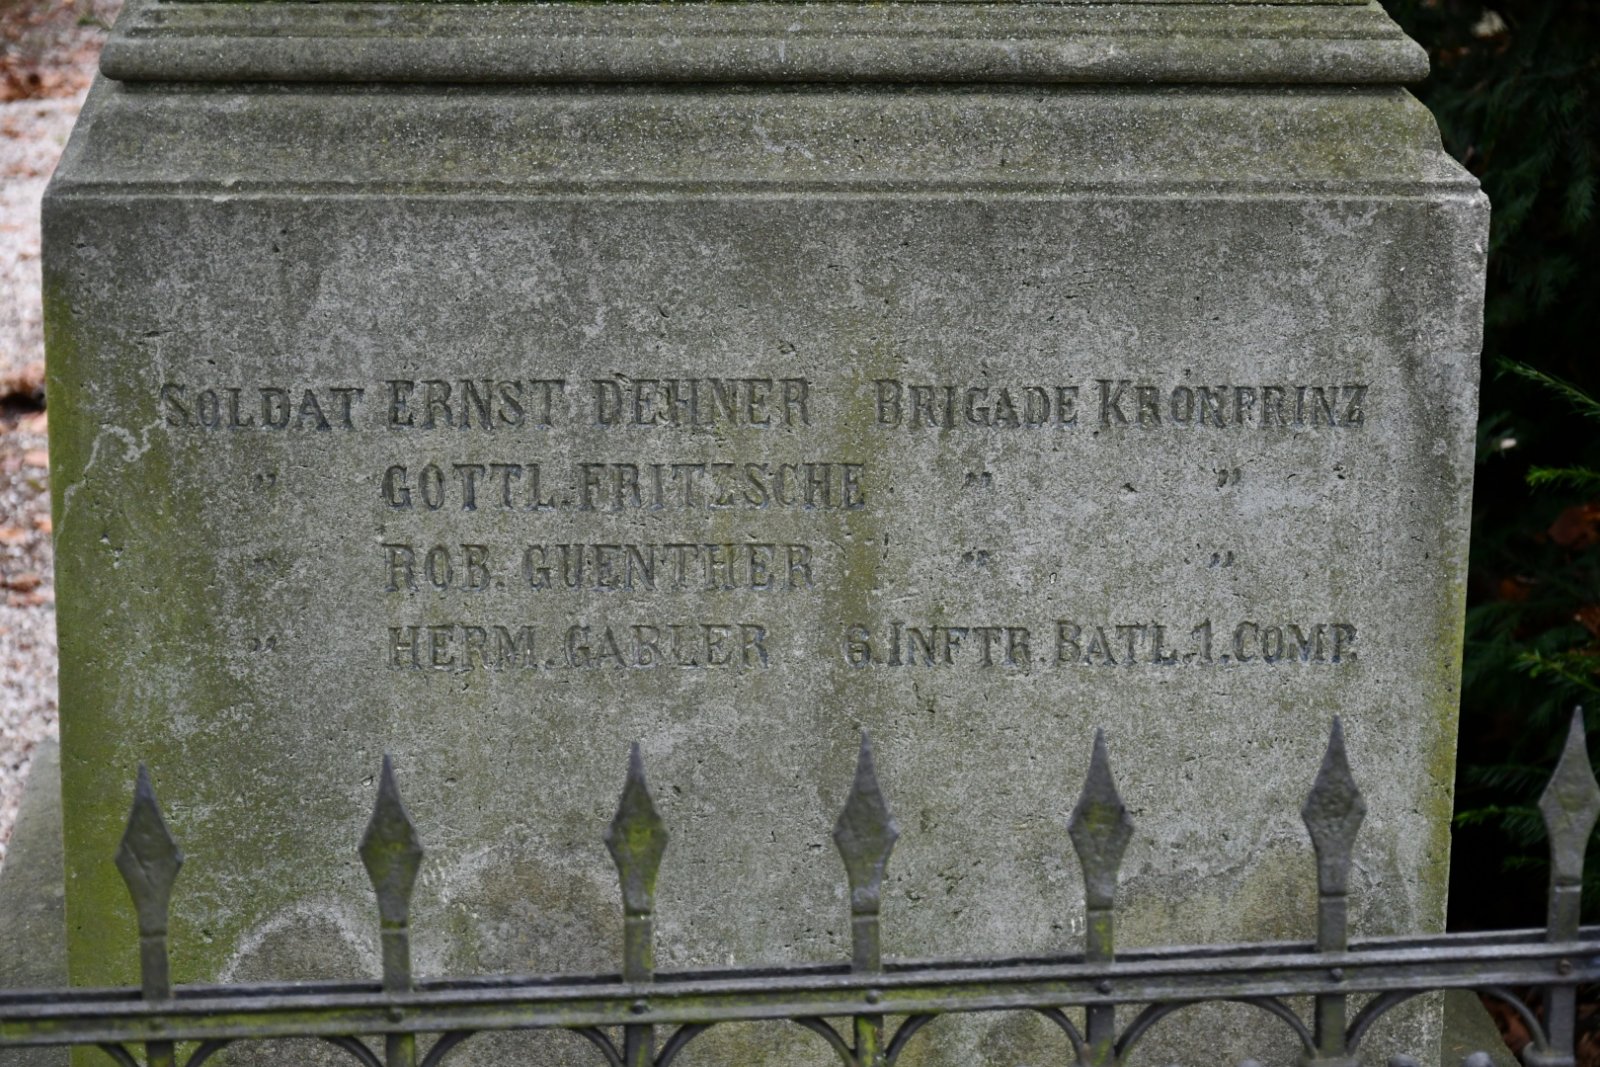 SOLDAT ERNST DEHNER BRIGADE KRONPRINZ
" GOTTL. FRITZSCHE " "
" ROB. GUENTHER " "
" HERM. GABLER 6. INFTR. BATL. 1. COMP.